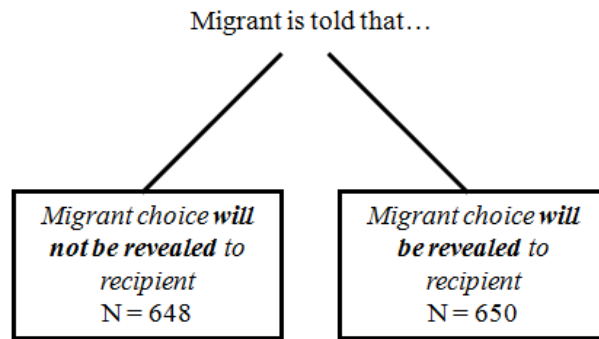 Migrant is told that…
Migrant choice will
not be revealed to
recipient
N = 648
Migrant choice will
be revealed to
recipient
N = 650